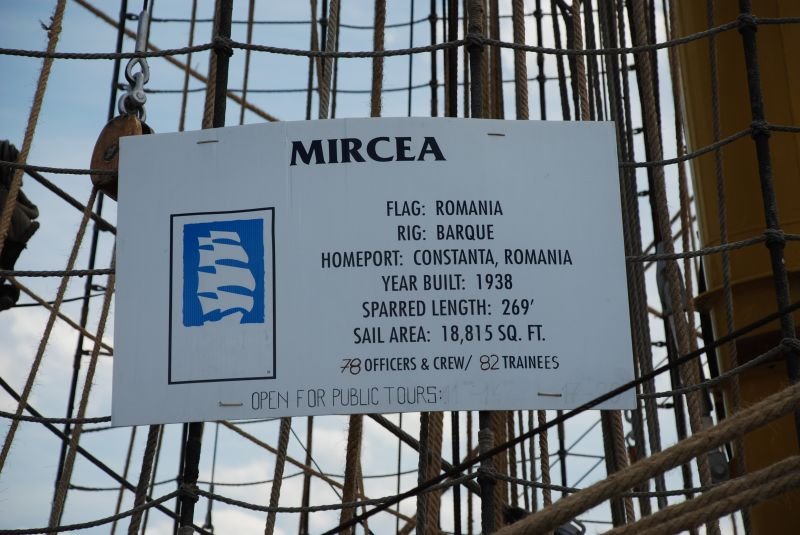 MIRCEA
FLAG: ROMANIA
RIG: BARQUE
HOMEPORT: CONSTANTA, ROMANIA
YEAR BUILT: 1938
SPARRED LENGTH: 269'
SAIL AREA: 18,815 SQ. FT.
78 OFFICERS & CREW/ 82 TRAINEES
OPEN FOR PUBLIC TOURS: